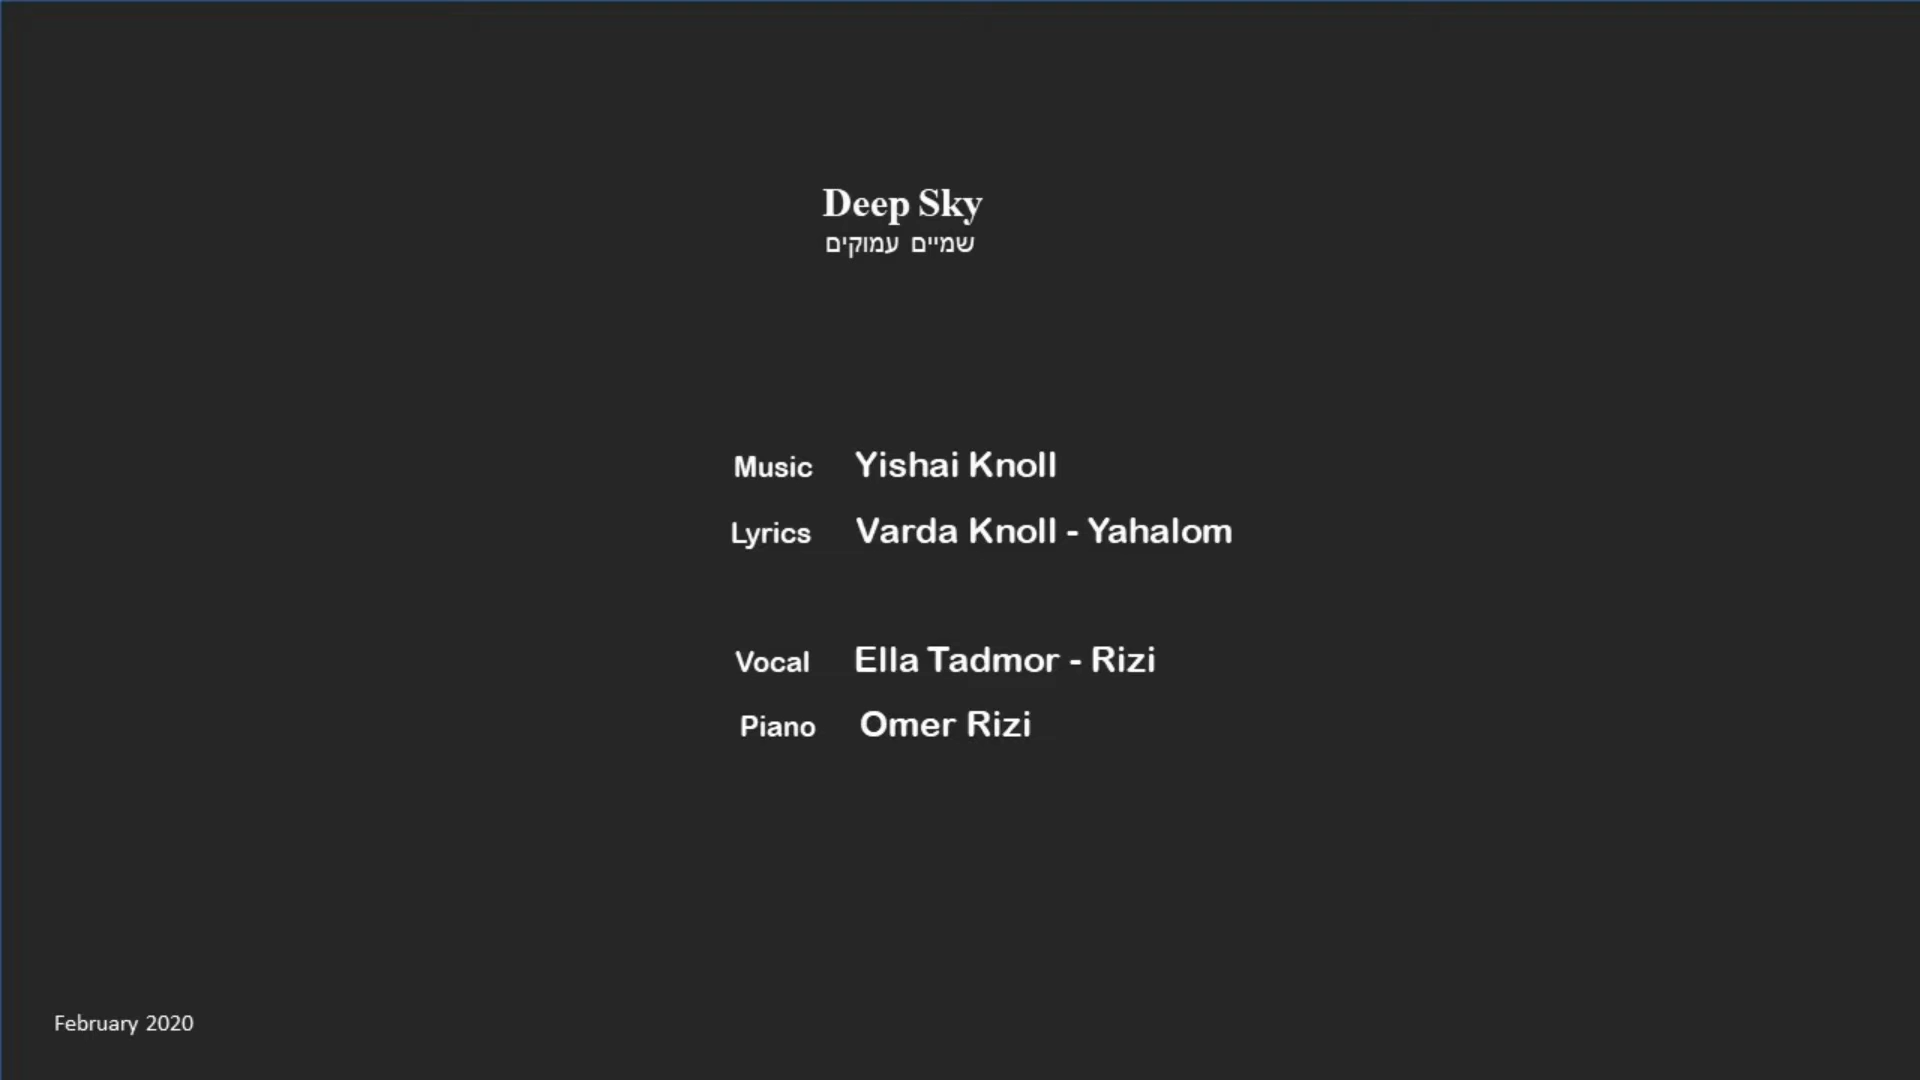 Deep Sky
שמיים עמוקים
Music Yishai Knoll
Lyrics Varda Knoll - Yahalom
Vocal Ella Tadmor - Rizi
Piano Omer Rizi
February 2020